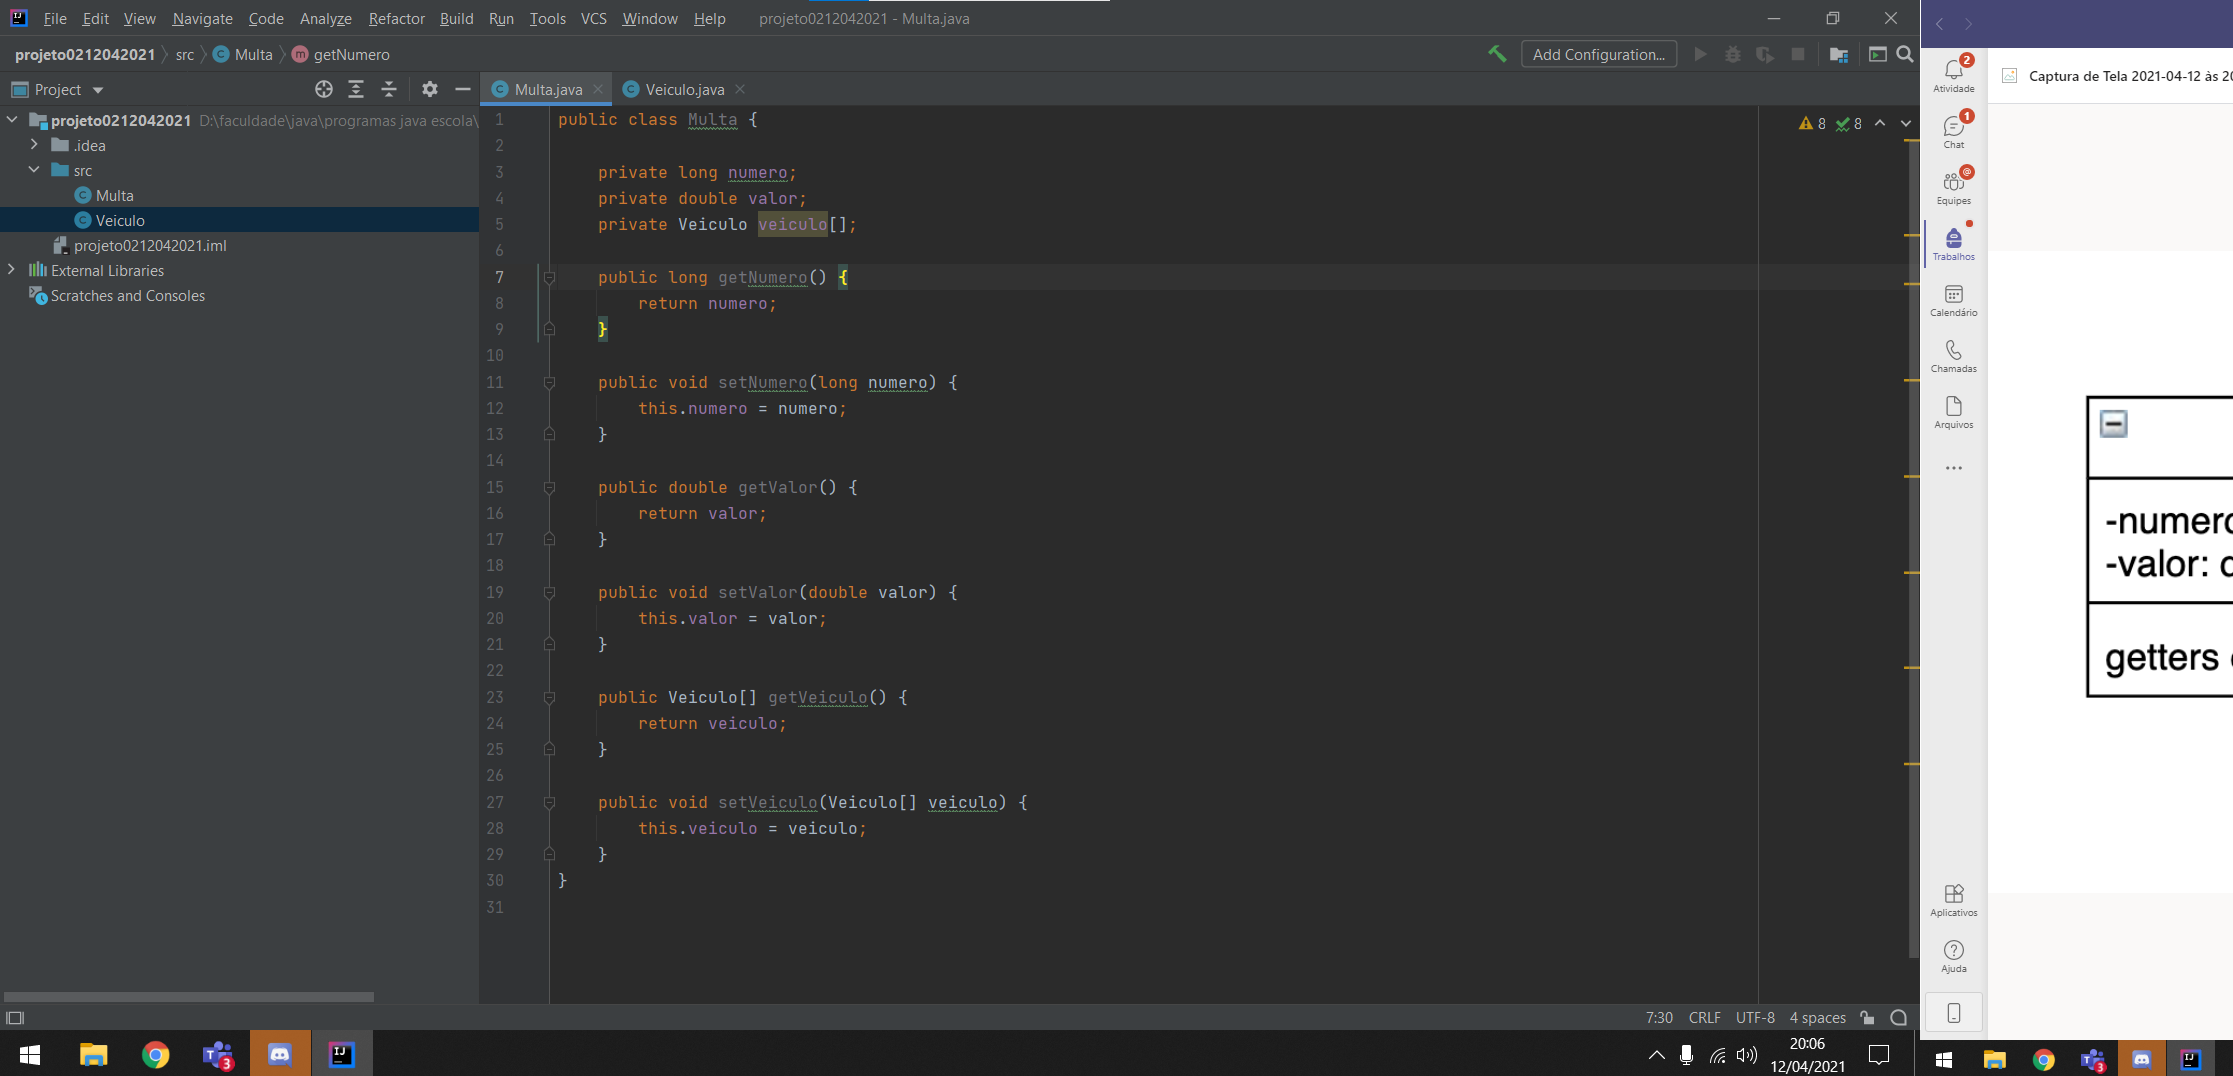 File Edit View Navigate Code Analyze Refactor Build Run Tools VCS Window Help projeto0212042021 - Multa.java
projeto0212042021 src Multa getNumero
Add Configuration...
Project
Multa.java Veiculo.java
projeto0212042021 D:\faculdade\java\programas java escola\
.idea
src
Multa
Veiculo
projeto0212042021.iml
External Libraries
Scratches and Consoles
8 8
1 public class Multa {
2
3 private long numero;
4 private double valor;
5 private Veiculo veiculo[];
6
7 public long getNumero() {
8 return numero;
9 }
10
11 public void setNumero(long numero) {
12 this.numero = numero;
13 }
14
15 public double getValor() {
16 return valor;
17 }
18
19 public void setValor(double valor) {
20 this.valor = valor;
21 }
22
23 public Veiculo[] getVeiculo() {
24 return veiculo;
25 }
26
27 public void setVeiculo(Veiculo[] veiculo) {
28 this.veiculo = veiculo;
29 }
30 }
31
7:30 CRLF UTF-8 4 spaces
3
20:06
12/04/2021
2
Atividade
1
Chat
@
Equipes
Trabalhos
Calendário
Chamadas
Arquivos
Aplicativos
Ajuda
Captura de Tela 2021-04-12 às 20
-numero
-valor: d
getters
3